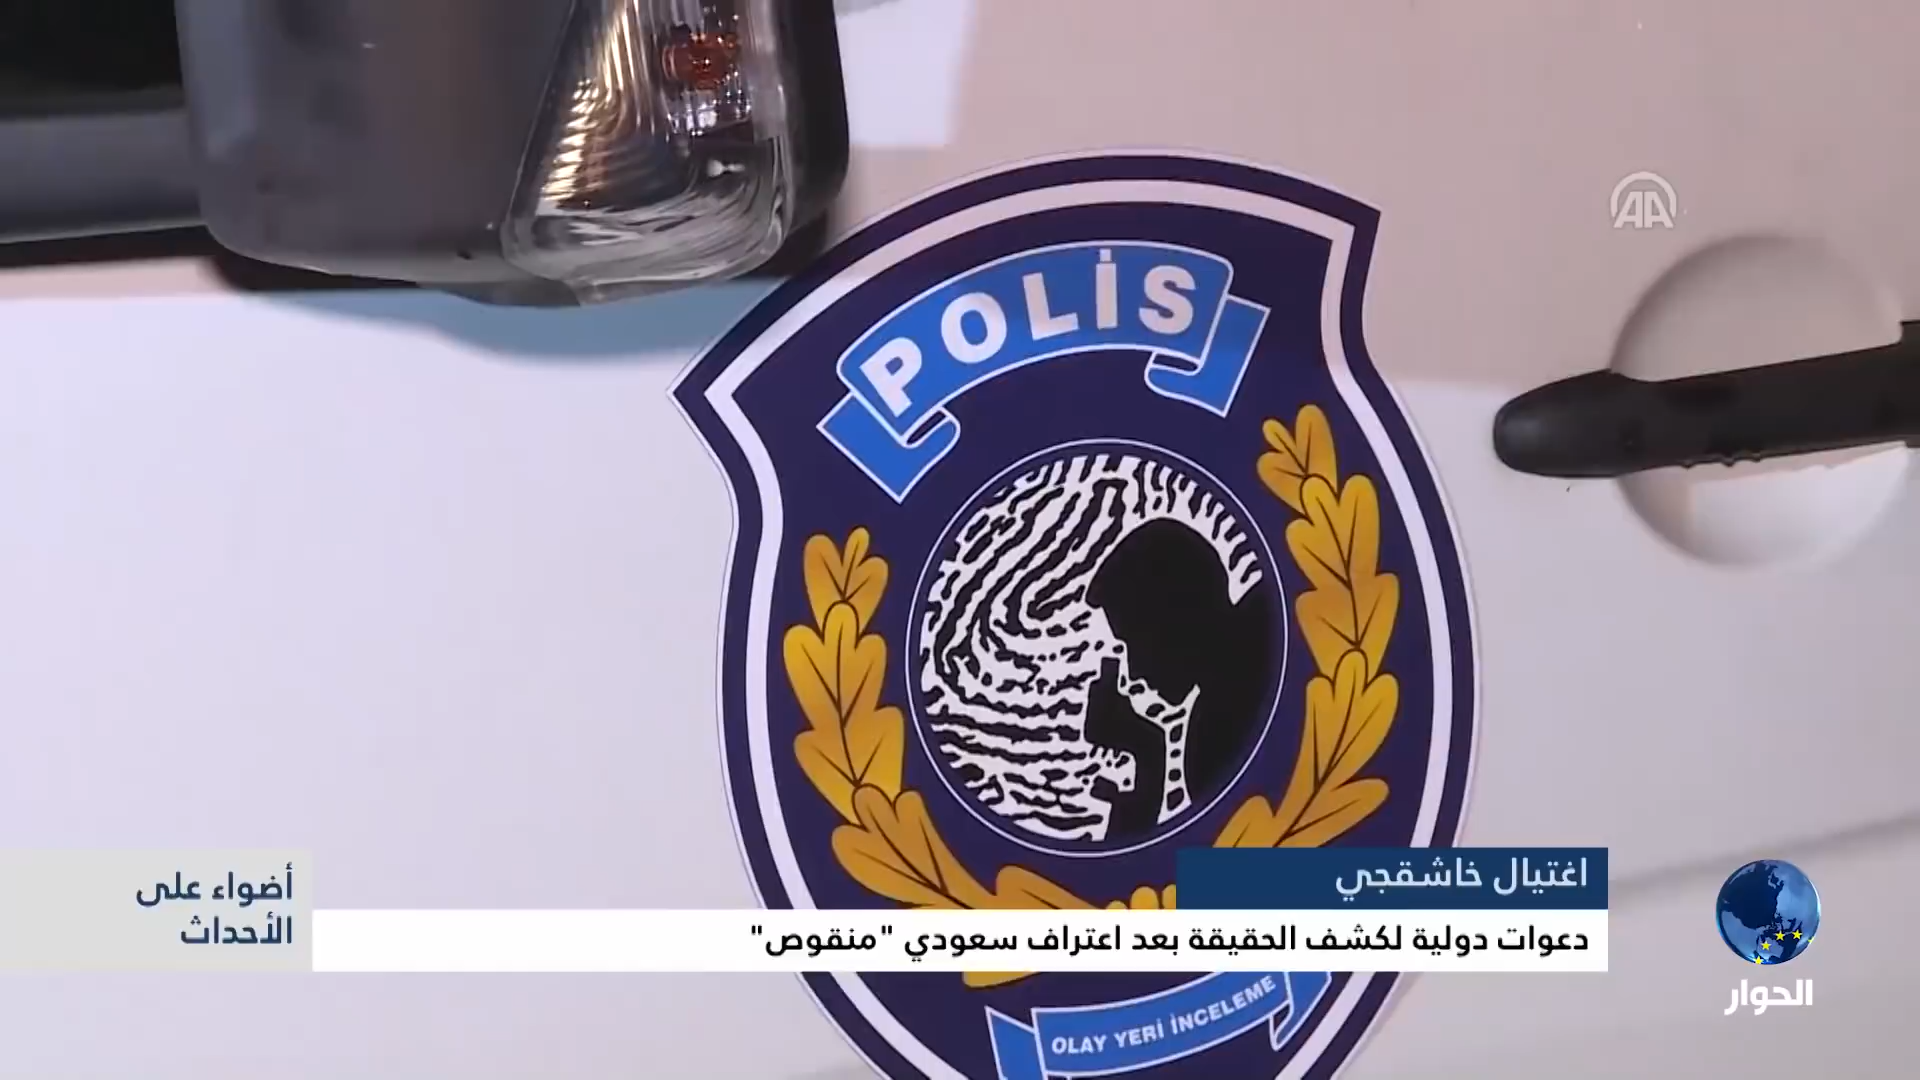 POLİS
AA
اغتيال خاشقجي
دعوات دولية لكشف الحقيقة بعد اعتراف سعودي "منقوص"
أضواء على
الأحداث
الحوار
OLAY YERİ İNCELEME